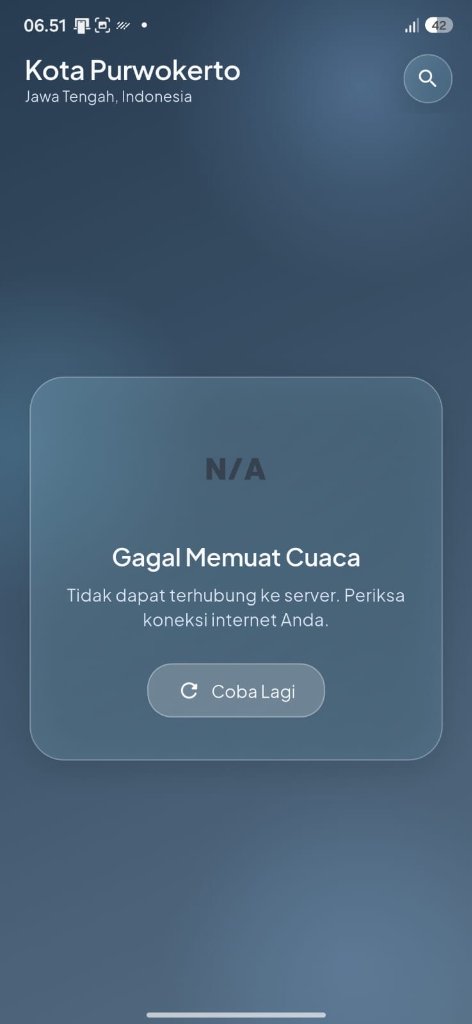 06.51
42
Kota Purwokerto
Jawa Tengah, Indonesia
N/A
Gagal Memuat Cuaca
Tidak dapat terhubung ke server. Periksa
koneksi internet Anda.
Coba Lagi